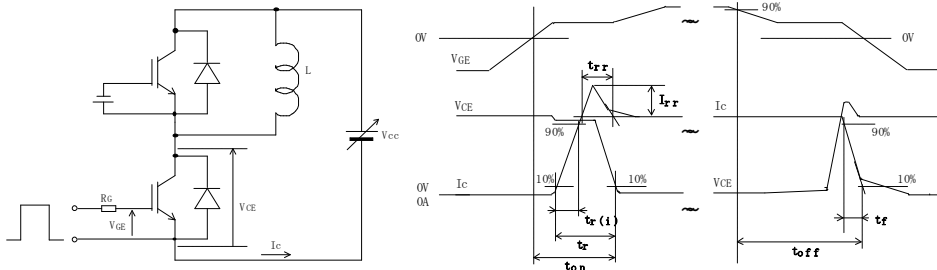 L
Vcc
RG
VGE
VCE
Ic
0V
VGE
VCE
Ic
0V
0A
90%
10%
10%
trr
Irr
tr(i)
tr
ton
90%
0V
Ic
VCE
90%
10%
tf
toff